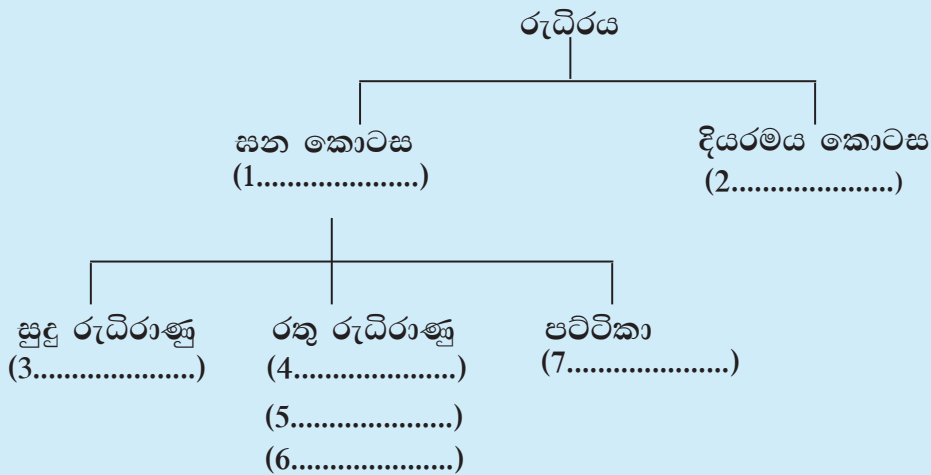 රුධිරය
ඝන කොටස
(1.....................)
දියරමය කොටස
(2.....................)
සුදු රුධිරාණු
(3.....................)
රතු රුධිරාණු
(4.....................)
(5.....................)
(6.....................)
පට්ටිකා
(7.....................)